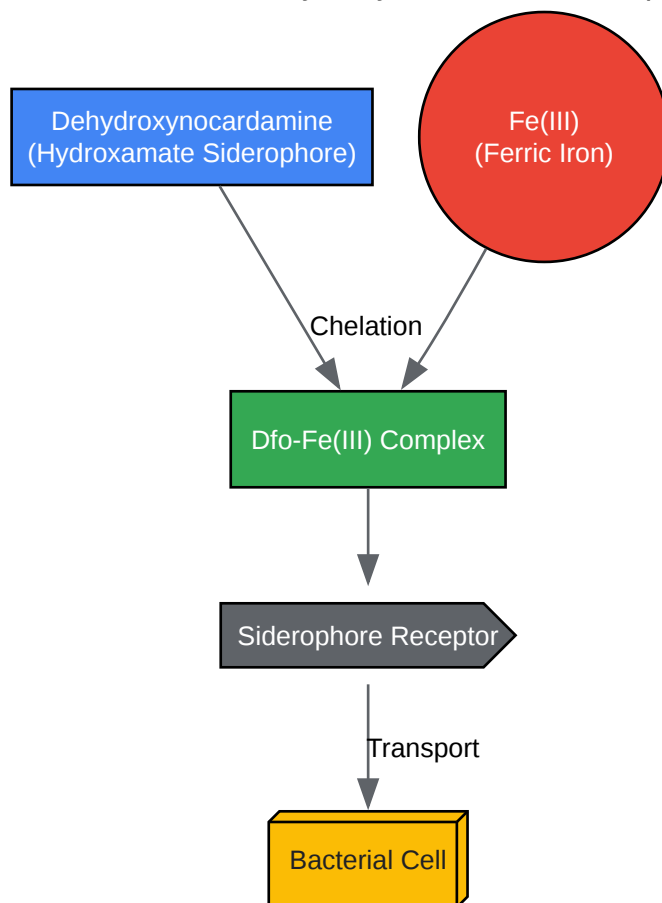 Dehydroxynocardamine
(Hydroxamate Siderophore)
Fe(III)
(Ferric Iron)
Chelation
Dfo-Fe(III) Complex
Siderophore Receptor
Transport
Bacterial Cell